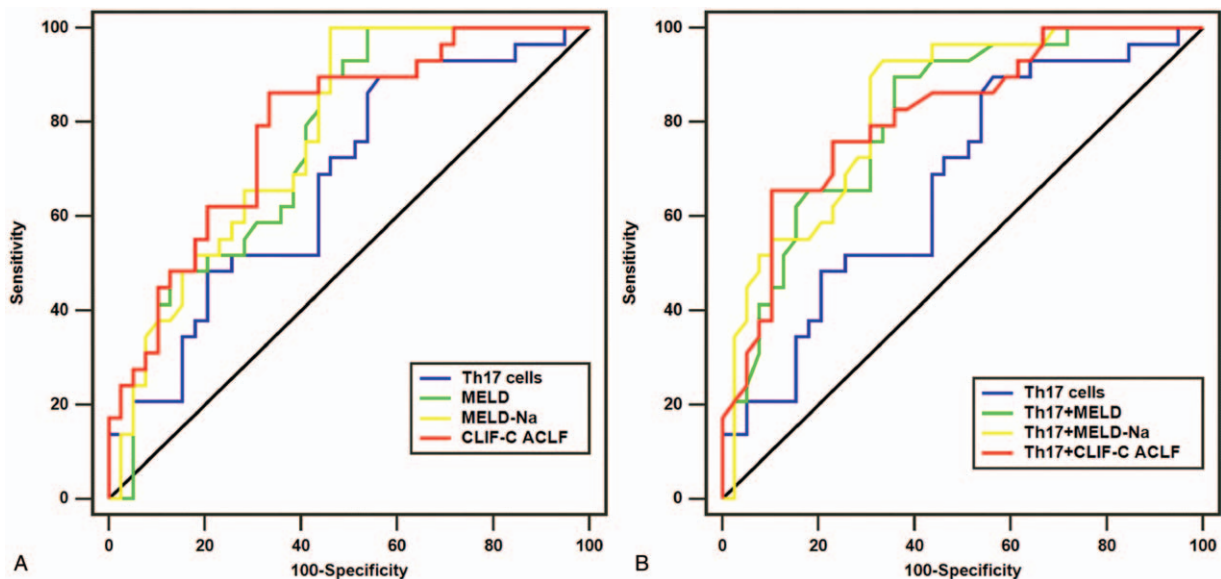 100
80
60
40
20
0
Sensitivity
Th17 cells
MELD
MELD-Na
CLIF-C ACLF
0 20 40 60 80 100
100-Specificity
A
100
80
60
40
20
0
Sensitivity
Th17 cells
Th17+MELD
Th17+MELD-Na
Th17+CLIF-C ACLF
0 20 40 60 80 100
100-Specificity
B